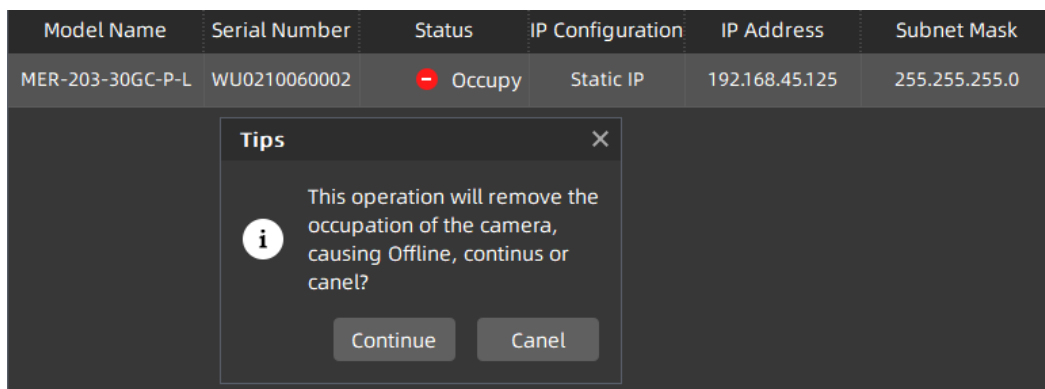 Model Name Serial Number Status IP Configuration IP Address Subnet Mask
MER-203-30GC-P-L WU0210060002 Occupy Static IP 192.168.45.125 255.255.255.0
Tips
This operation will remove the
occupation of the camera,
causing Offline, continus or
canel?
Continue Canel